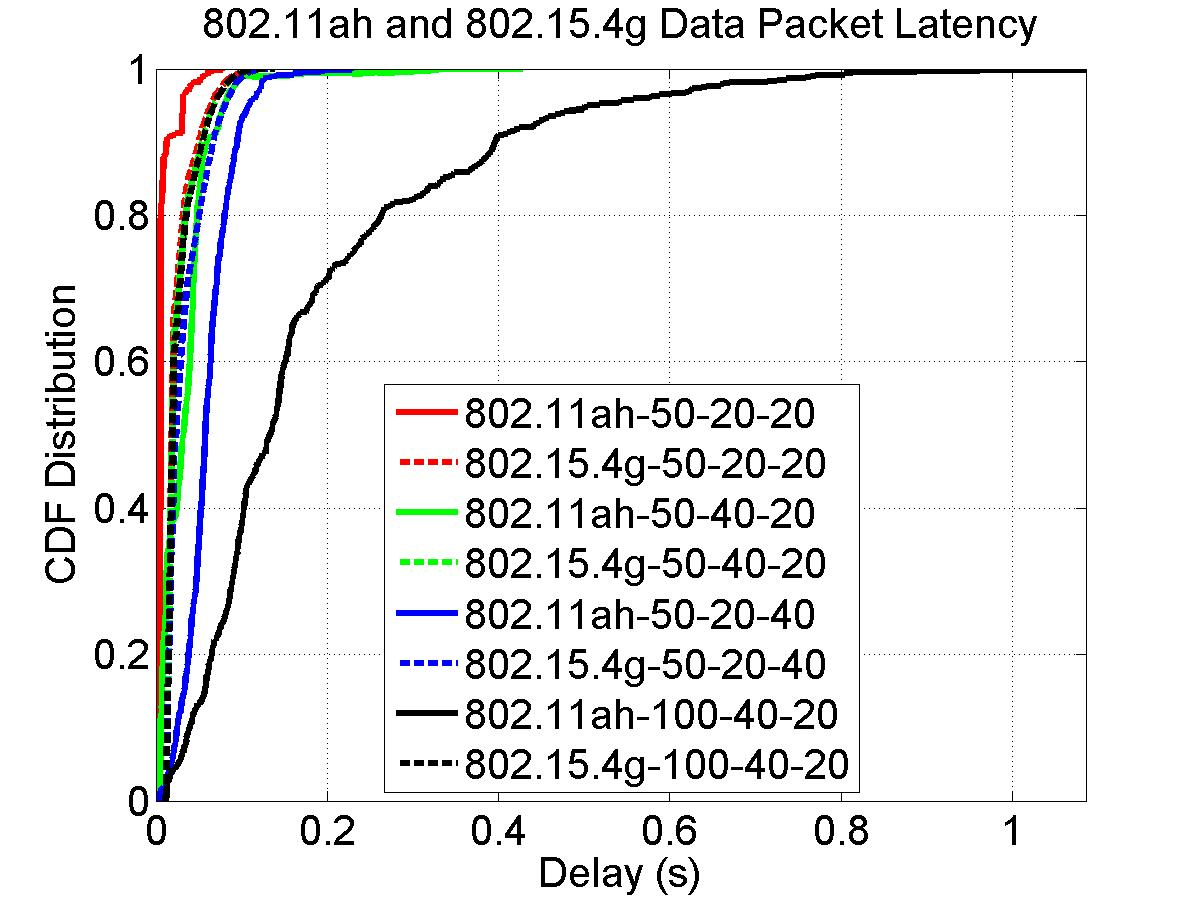 802.11ah and 802.15.4g Data Packet Latency
1
0.8
0.6
0.4
0.2
0
CDF Distribution
802.11ah-50-20-20
802.15.4g-50-20-20
802.11ah-50-40-20
802.15.4g-50-40-20
802.11ah-50-20-40
802.15.4g-50-20-40
802.11ah-100-40-20
802.15.4g-100-40-20
0 0.2 0.4 0.6 0.8 1
Delay (s)